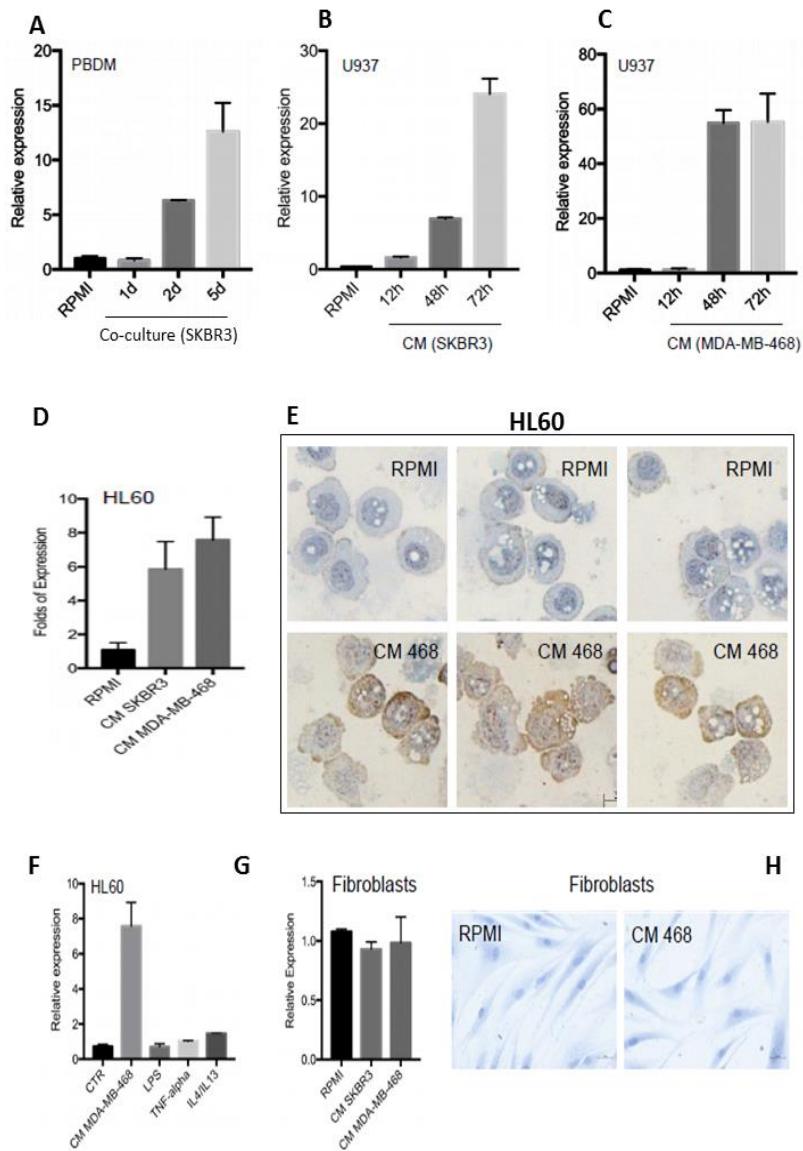 A
B
C
PBDM
U937
U937
Relative expression
20
15
10
5
0
RPMI
1d
2d
5d
Co-culture (SKBR3)
Relative expression
30
20
10
0
RPMI
12h
48h
72h
CM (SKBR3)
Relative expression
80
60
40
20
0
RPMI
12h
48h
72h
CM (MDA-MB-468)
D
HL60
Folds of Expression
10
8
6
4
2
0
RPMI
CM SKBR3
CM MDA-MB-468
E
HL60
RPMI
RPMI
RPMI
CM 468
CM 468
CM 468
F
HL60
Relative expression
10
8
6
4
2
0
CTR
CM MDA-MB-468
LPS
TNF-alpha
IL4/IL13
G
Fibroblasts
Relative Expression
1.5
1.0
0.5
0.0
RPMI
CM SKBR3
CM MDA-MB-468
H
Fibroblasts
RPMI
CM 468